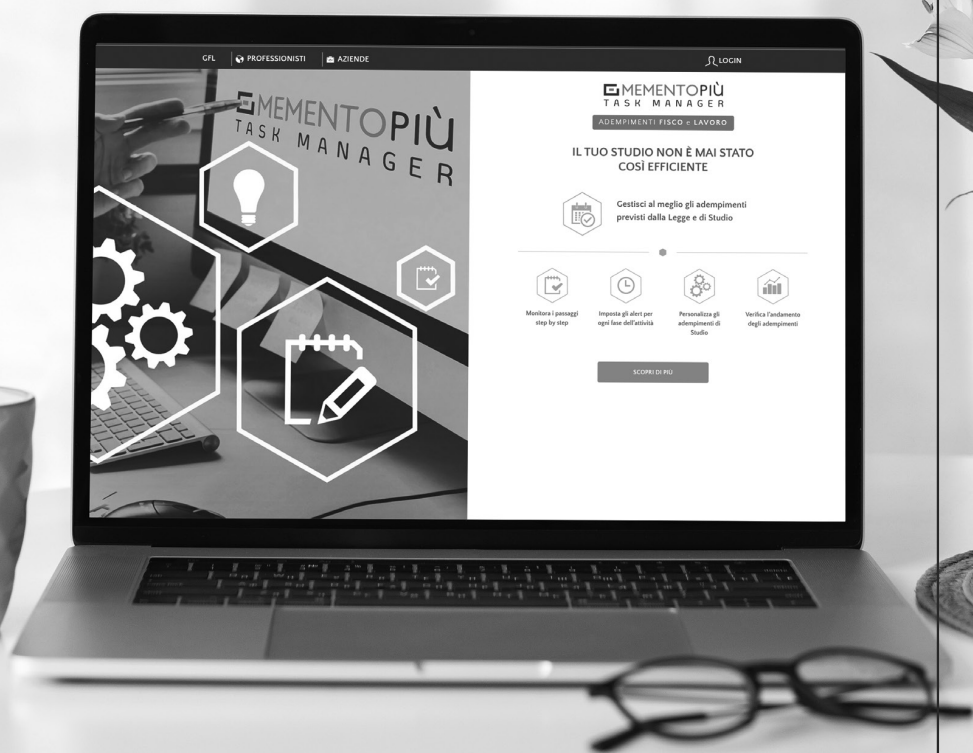 GFL
PROFESSIONISTI
AZIENDE
LOGIN
MEMENTOPIÙ
TASK MANAGER
MEMENTOPIÙ
TASK MANAGER
ADEMPIMENTI FISCO e LAVORO
IL TUO STUDIO NON È MAI STATO
COSÌ EFFICIENTE
Gestisci al meglio gli adempimenti
previsti dalla Legge e di Studio
Monitora i passaggi
step by step
Imposta gli alert per
ogni fase dell'attività
Personalizza gli
adempimenti di
Studio
Verifica l'andamento
degli adempimenti
SCOPRI DI PIÙ